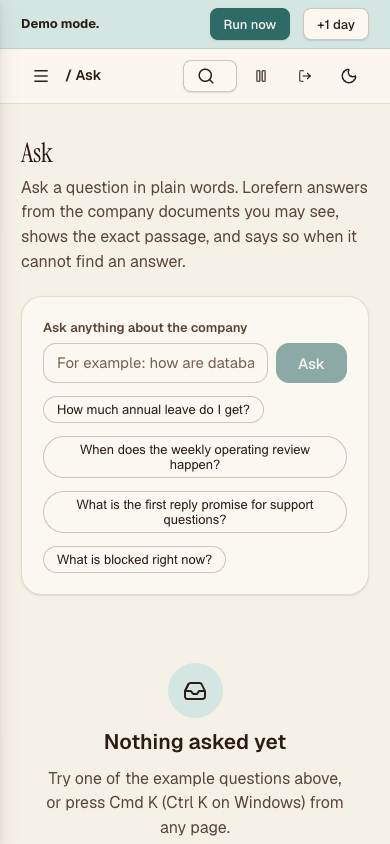 Demo mode.
Run now
+1 day
/ Ask
Ask
Ask a question in plain words. Lorefern answers
from the company documents you may see,
shows the exact passage, and says so when it
cannot find an answer.
Ask anything about the company
For example: how are databa
Ask
How much annual leave do I get?
When does the weekly operating review
happen?
What is the first reply promise for support
questions?
What is blocked right now?
Nothing asked yet
Try one of the example questions above,
or press Cmd K (Ctrl K on Windows) from
any page.